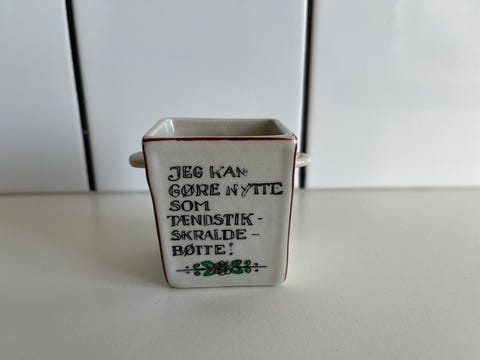 JEG KAN
GØRE NYTTE
SOM
TÆNDSTIK-
SKRALDE-
BØTTE!